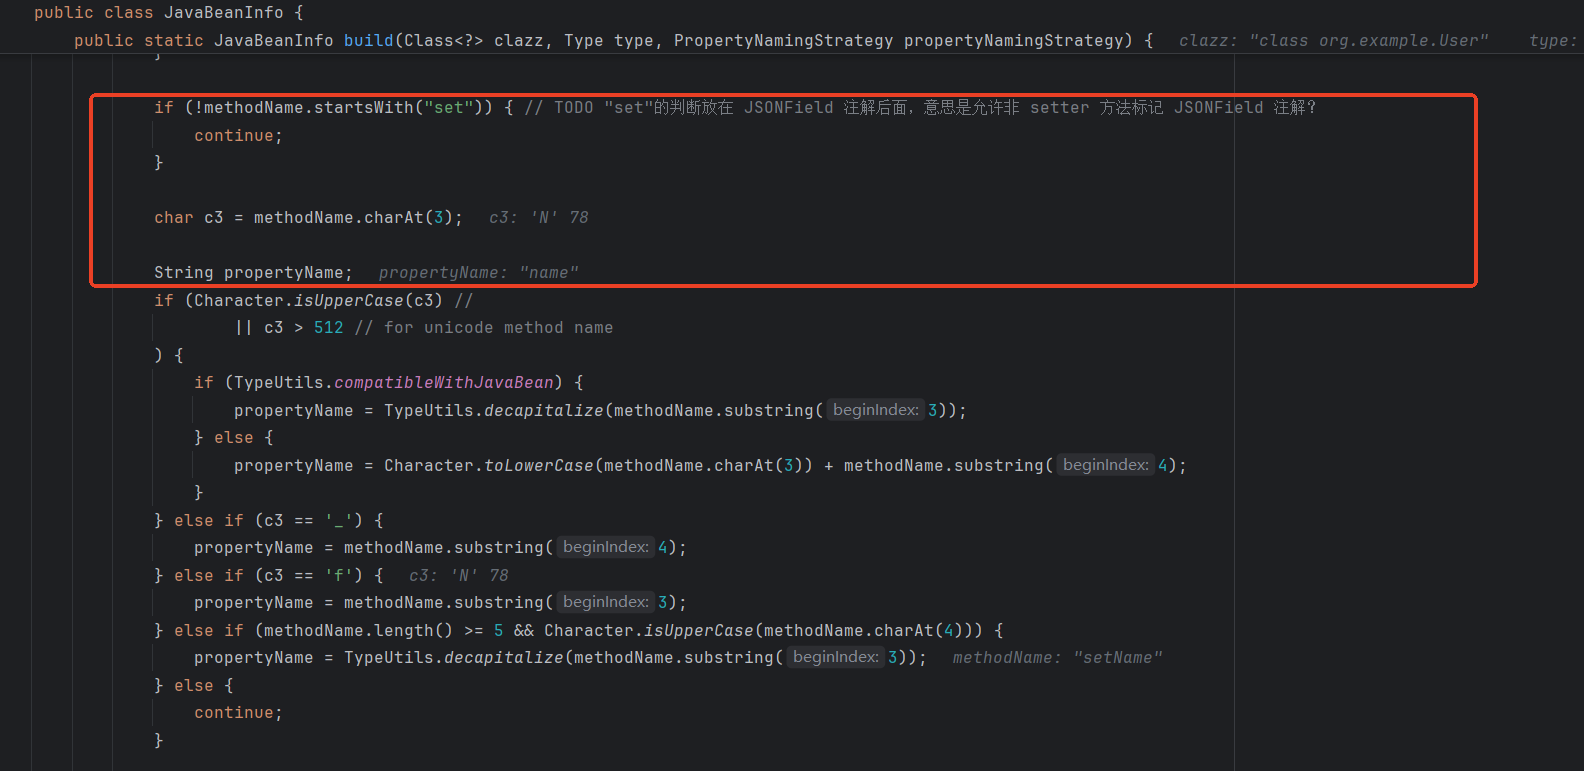 public class JavaBeanInfo {
public static JavaBeanInfo build(Class<?> clazz, Type type, PropertyNamingStrategy propertyNamingStrategy) { clazz: "class org.example.User" type:
}
if (!methodName.startsWith("set")) { // TODO "set"的判断放在 JSONField 注解后面，意思是允许非 setter 方法标记 JSONField 注解？
continue;
}
char c3 = methodName.charAt(3); c3: 'N' 78
String propertyName; propertyName: "name"
if (Character.isUpperCase(c3) //
|| c3 > 512 // for unicode method name
) {
if (TypeUtils.compatibleWithJavaBean) {
propertyName = TypeUtils.decapitalize(methodName.substring( beginIndex: 3));
} else {
propertyName = Character.toLowerCase(methodName.charAt(3)) + methodName.substring( beginIndex: 4);
}
} else if (c3 == '_') {
propertyName = methodName.substring( beginIndex: 4);
} else if (c3 == 'f') { c3: 'N' 78
propertyName = methodName.substring( beginIndex: 3);
} else if (methodName.length() >= 5 && Character.isUpperCase(methodName.charAt(4))) {
propertyName = TypeUtils.decapitalize(methodName.substring( beginIndex: 3)); methodName: "setName"
} else {
continue;
}